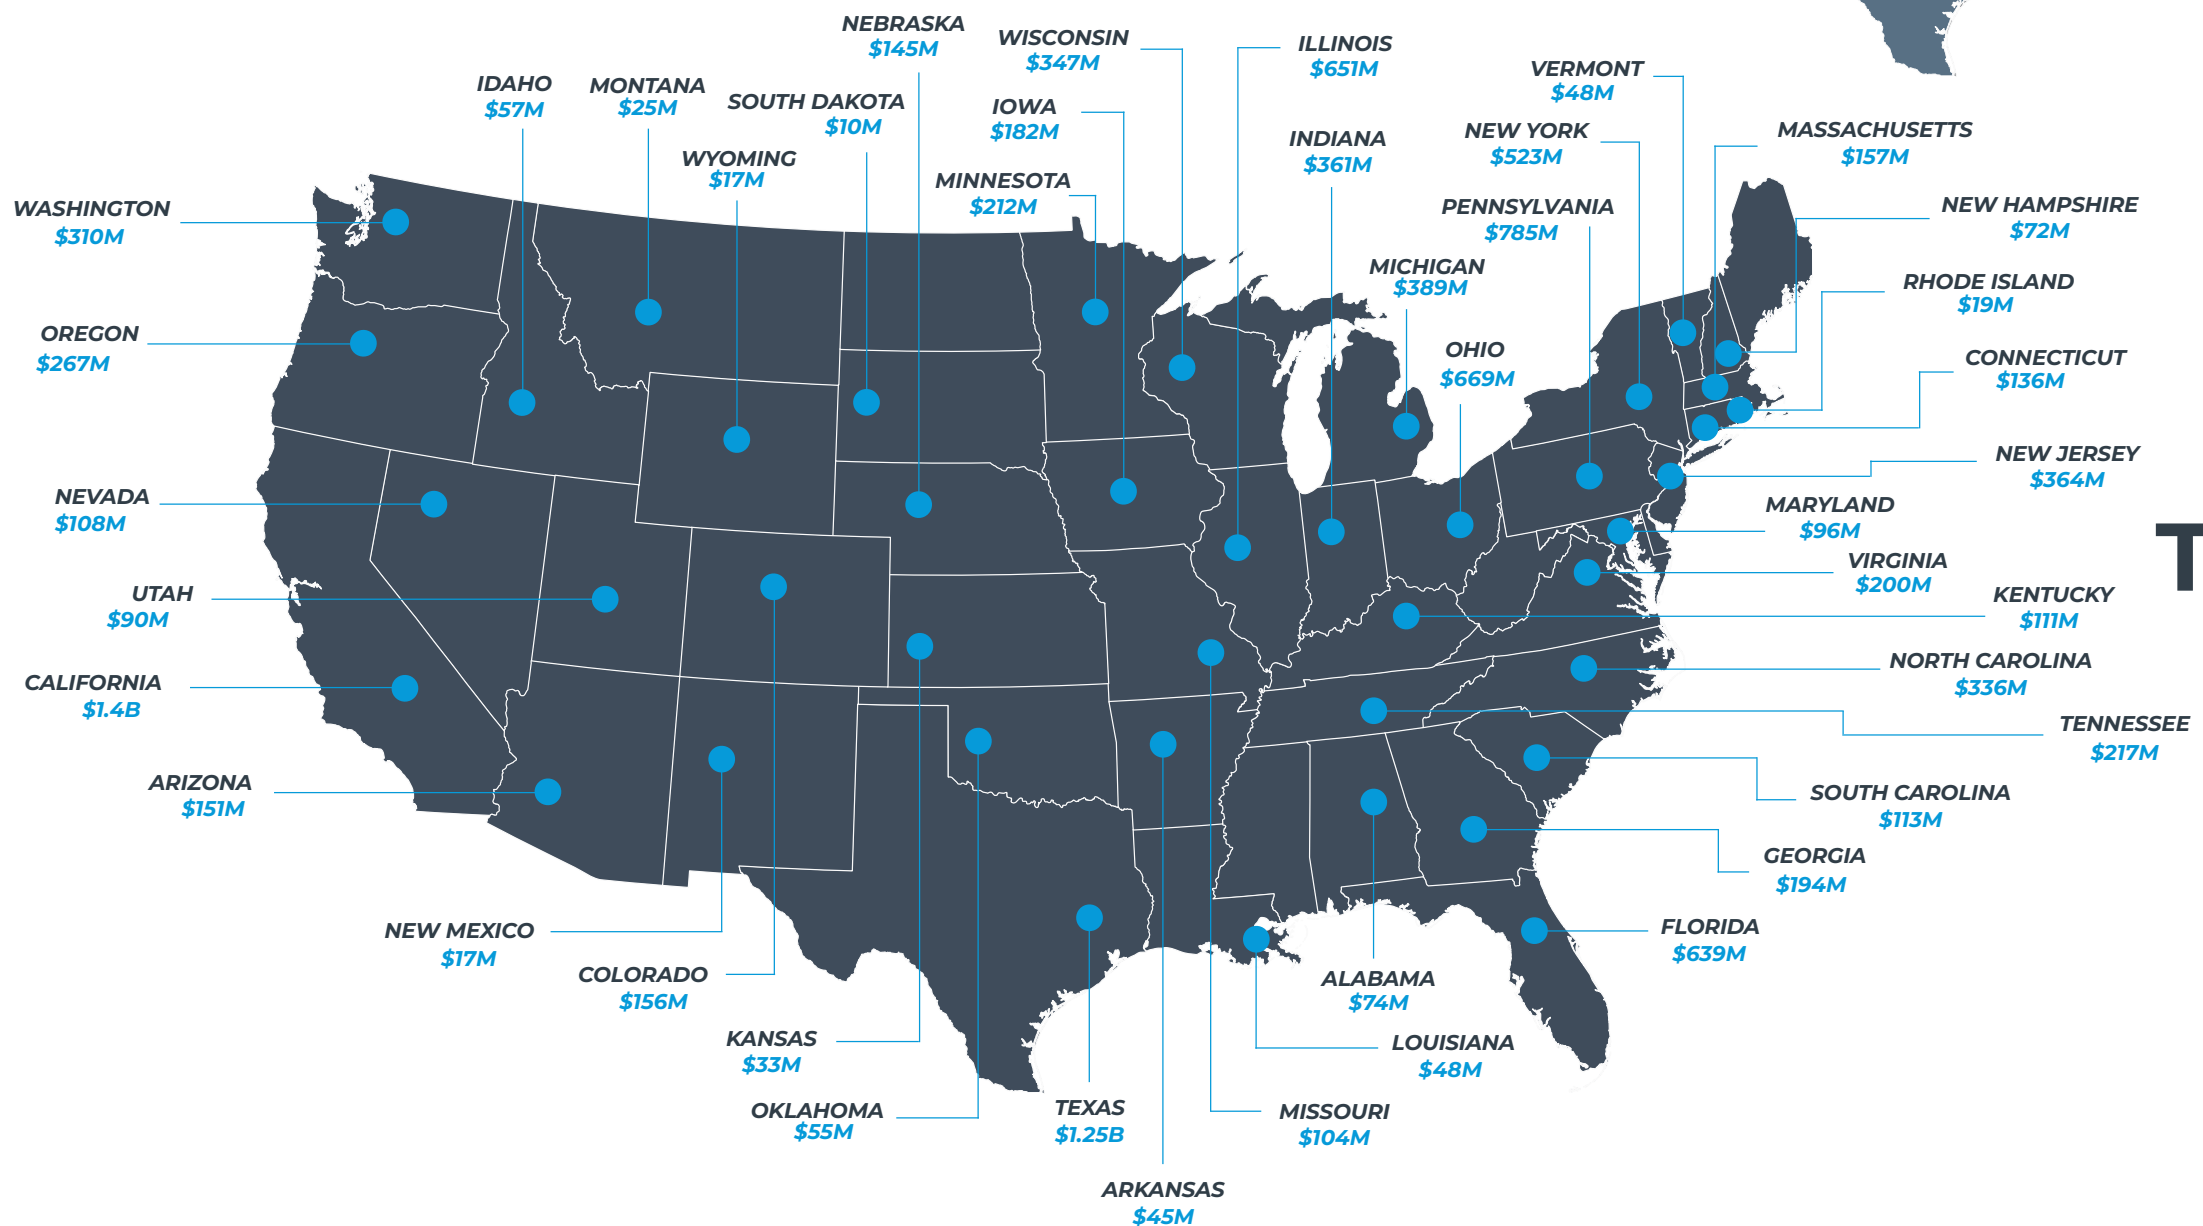 NEBRASKA
$145M
WISCONSIN
$347M
ILLINOIS
$651M
VERMONT
$48M
IDAHO
$57M
MONTANA
$25M
SOUTH DAKOTA
$10M
IOWA
$182M
INDIANA
$361M
NEW YORK
$523M
MASSACHUSETTS
$157M
WYOMING
$17M
MINNESOTA
$212M
PENNSYLVANIA
$785M
NEW HAMPSHIRE
$72M
WASHINGTON
$310M
MICHIGAN
$389M
RHODE ISLAND
$19M
OREGON
$267M
OHIO
$669M
CONNECTICUT
$136M
NEW JERSEY
$364M
NEVADA
$108M
MARYLAND
$96M
T
VIRGINIA
$200M
UTAH
$90M
KENTUCKY
$111M
CALIFORNIA
$1.4B
NORTH CAROLINA
$336M
TENNESSEE
$217M
ARIZONA
$151M
SOUTH CAROLINA
$113M
GEORGIA
$194M
NEW MEXICO
$17M
FLORIDA
$639M
COLORADO
$156M
ALABAMA
$74M
KANSAS
$33M
LOUISIANA
$48M
OKLAHOMA
$55M
TEXAS
$1.25B
MISSOURI
$104M
ARKANSAS
$45M